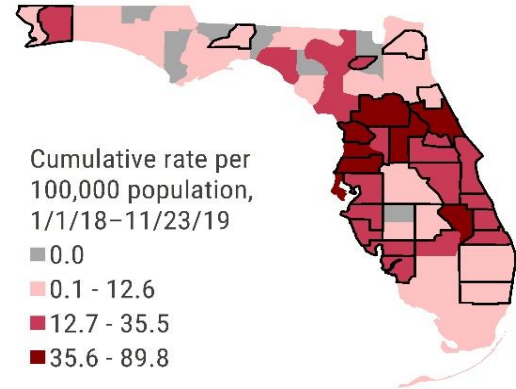 Cumulative rate per
100,000 population,
1/1/18–11/23/19
0.0
0.1 - 12.6
12.7 - 35.5
35.6 - 89.8